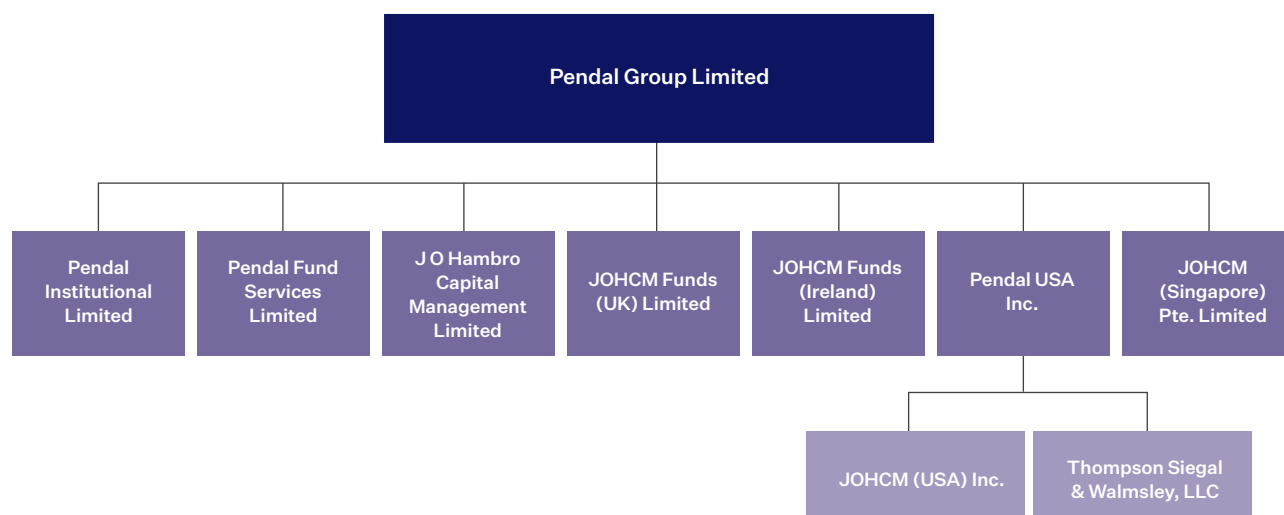 Pendal Group Limited
Pendal
Institutional
Limited
Pendal Fund
Services
Limited
J O Hambro
Capital
Management
Limited
JOHCM Funds
(UK) Limited
JOHCM Funds
(Ireland)
Limited
Pendal USA
Inc.
JOHCM
(Singapore)
Pte. Limited
JOHCM (USA) Inc.
Thompson Siegal
& Walmsley, LLC